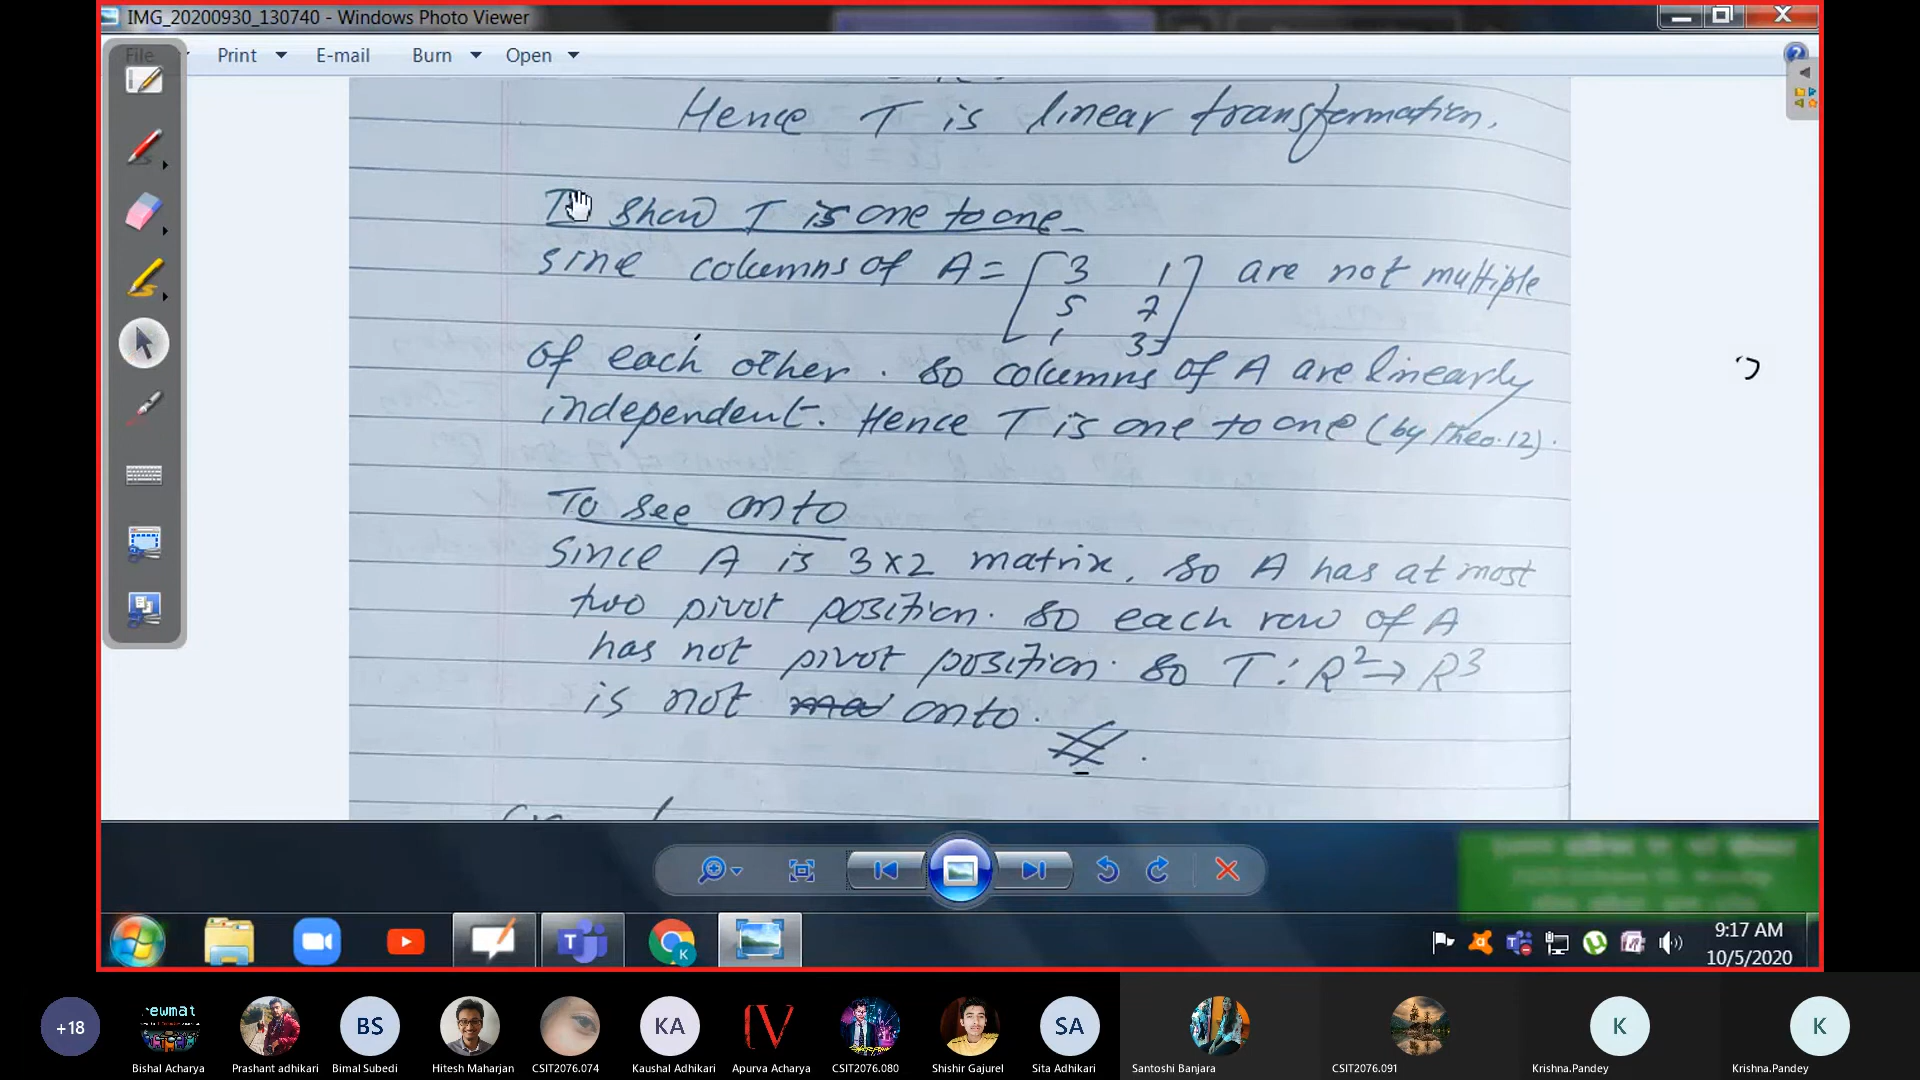 IMG_20200930_130740 - Windows Photo Viewer
File Print E-mail Burn Open
Hence T is linear transformation.
To show T is one to one
sine columns of A = [3 1 are not multiple
5 7
1 3]
of each other. So columns of A are linearly
independent. Hence T is one to one (by theo. 12).
To see onto
Since A is 3x2 matrix, so A has at most
two pivot position. so each row of A
has not pivot position. so T : R² → R³
is not onto.
#.
9:17 AM
10/5/2020
+18 BS KA SA K K
Bishal Acharya Prashant adhikari Bimal Subedi Hitesh Maharjan CSIT2076.074 Kaushal Adhikari Apurva Acharya CSIT2076.080 Shishir Gajurel Sita Adhikari Santoshi Banjara CSIT2076.091 Krishna.Pandey Krishna.Pandey